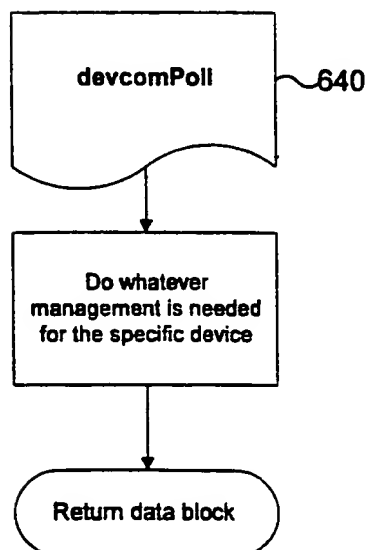 devcomPoll
640
Do whatever
management is needed
for the specific device
Return data block